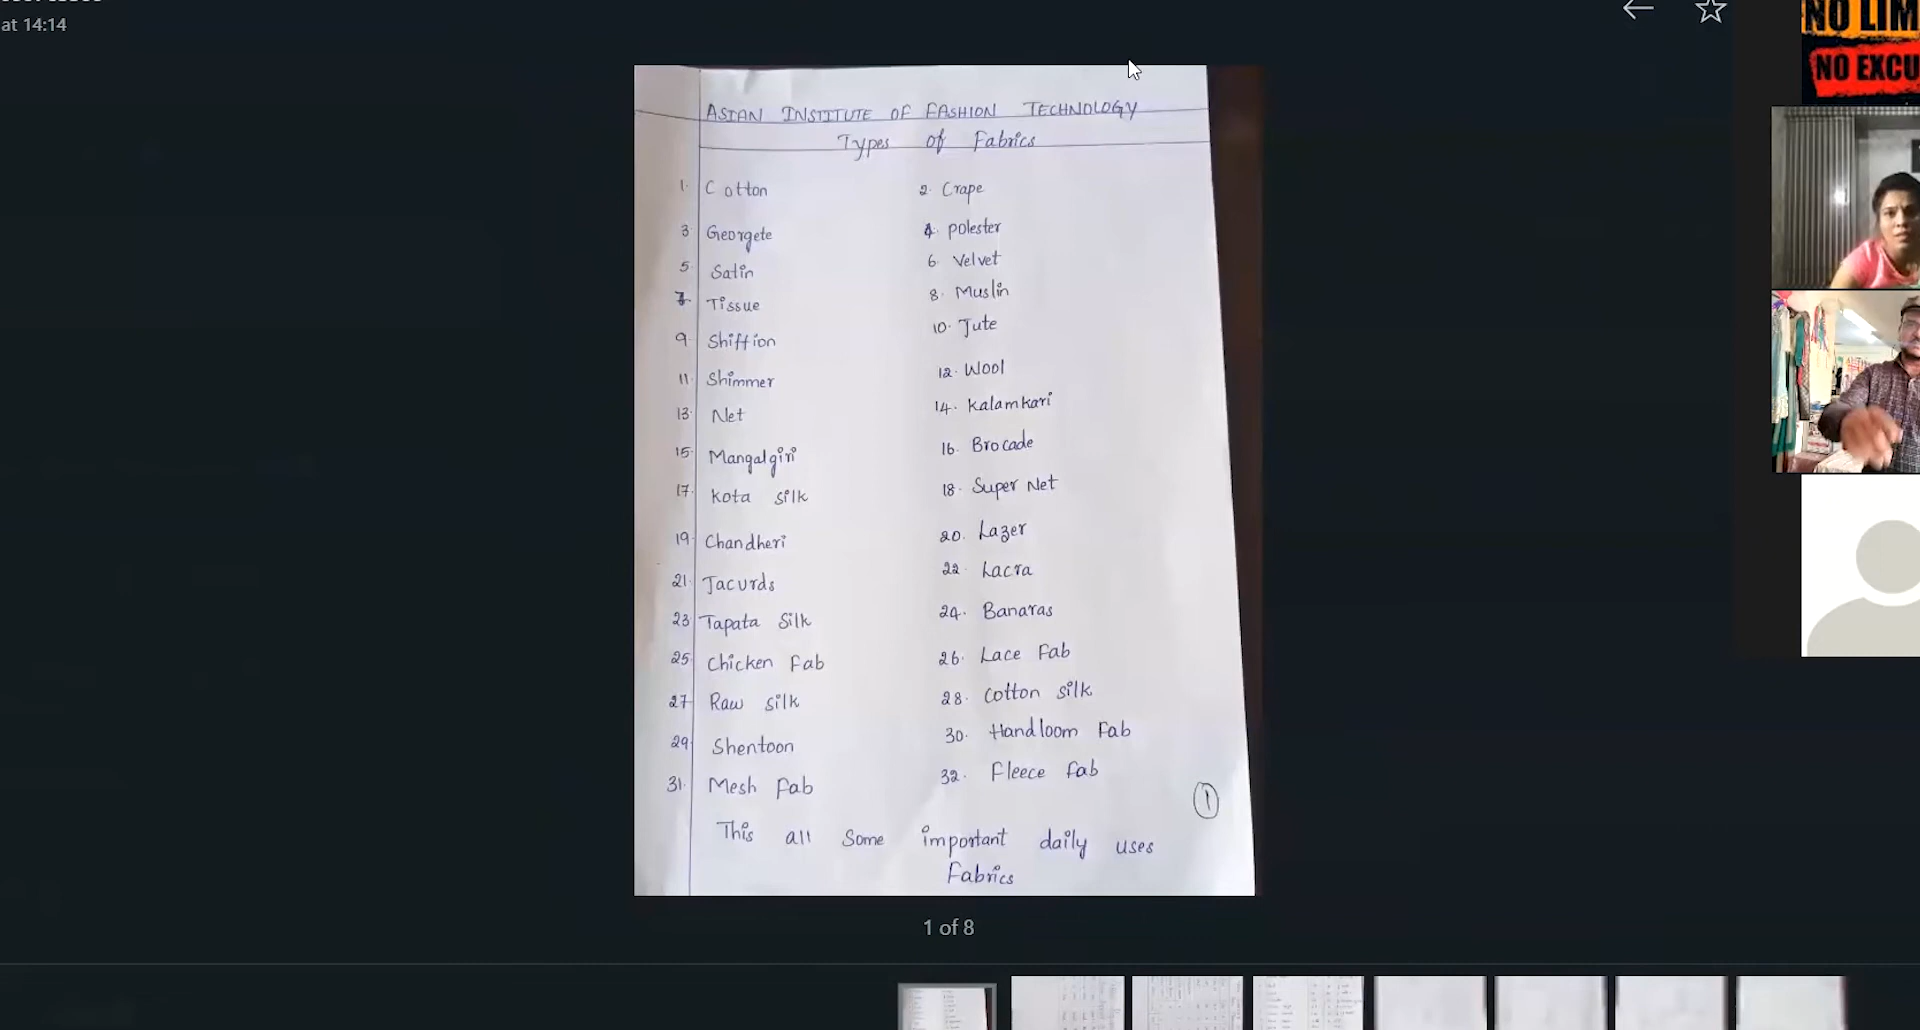 at 14:14
NO LIM
NO EXCU
ASIAN INSTITUTE OF FASHION TECHNOLOGY
Types of Fabrics
1. Cotton 2. Crape
3. Georgete 4. Polester
5. Satin 6. Velvet
7. Tissue 8. Muslin
9. Shiffion 10. Jute
11. Shimmer 12. Wool
13. Net 14. Kalamkari
15. Mangalgiri 16. Brocade
17. Kota Silk 18. Super Net
19. Chandheri 20. Lazer
21. Jacurds 22. Lacra
23. Tapata Silk 24. Banaras
25. Chicken Fab 26. Lace Fab
27. Raw Silk 28. Cotton Silk
29. Shentoon 30. Handloom Fab
31. Mesh Fab 32. Fleece Fab
1
This all Some important daily uses
Fabrics
1 of 8